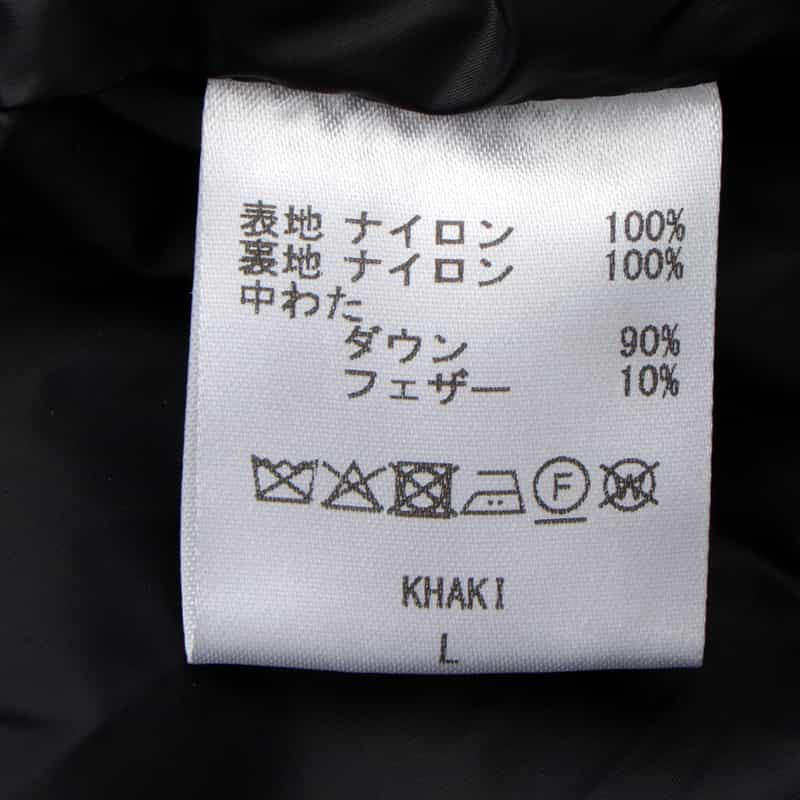 表地 ナイロン 100%
裏地 ナイロン 100%
中わた
ダウン 90%
フェザー 10%
F W
KHAKI
L